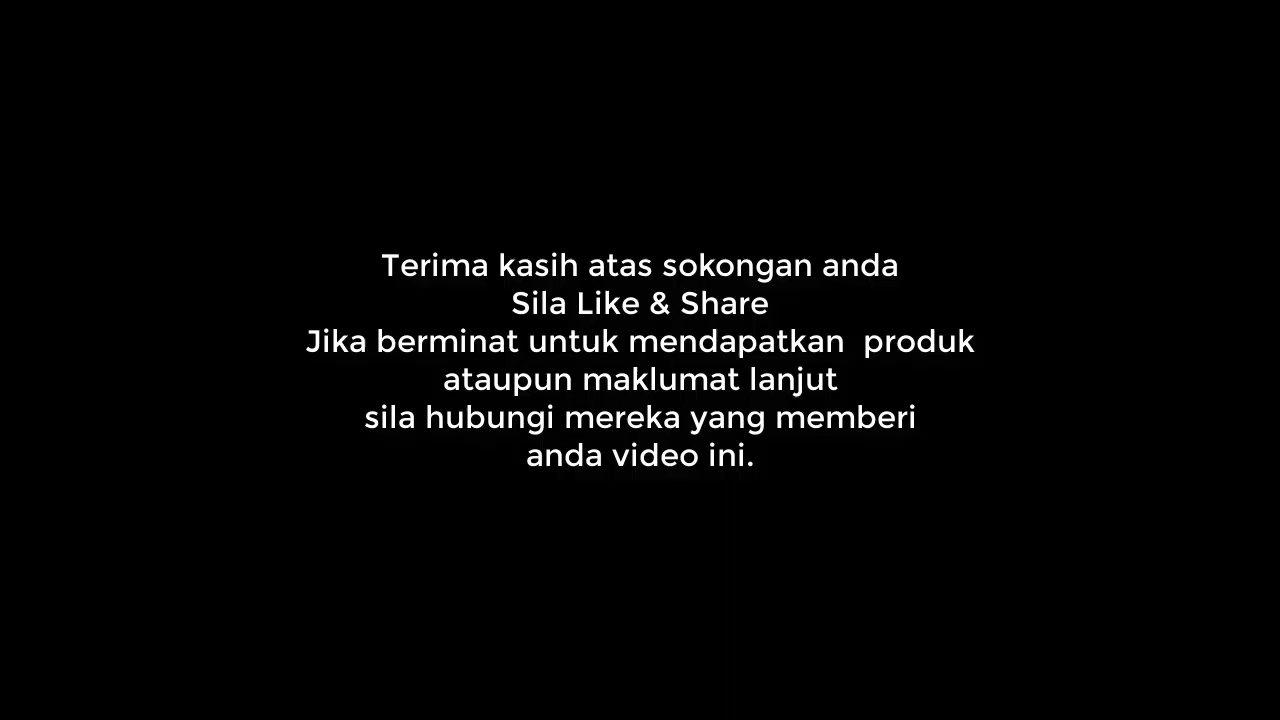 Terima kasih atas sokongan anda
Sila Like & Share
Jika berminat untuk mendapatkan  produk
ataupun maklumat lanjut
sila hubungi mereka yang memberi
anda video ini.